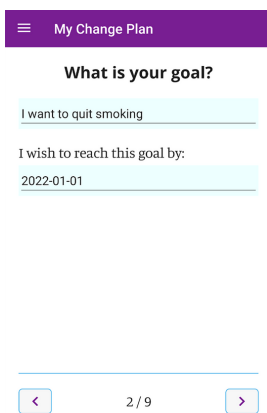 My Change Plan
What is your goal?
I want to quit smoking
I wish to reach this goal by:
2022-01-01
2 / 9